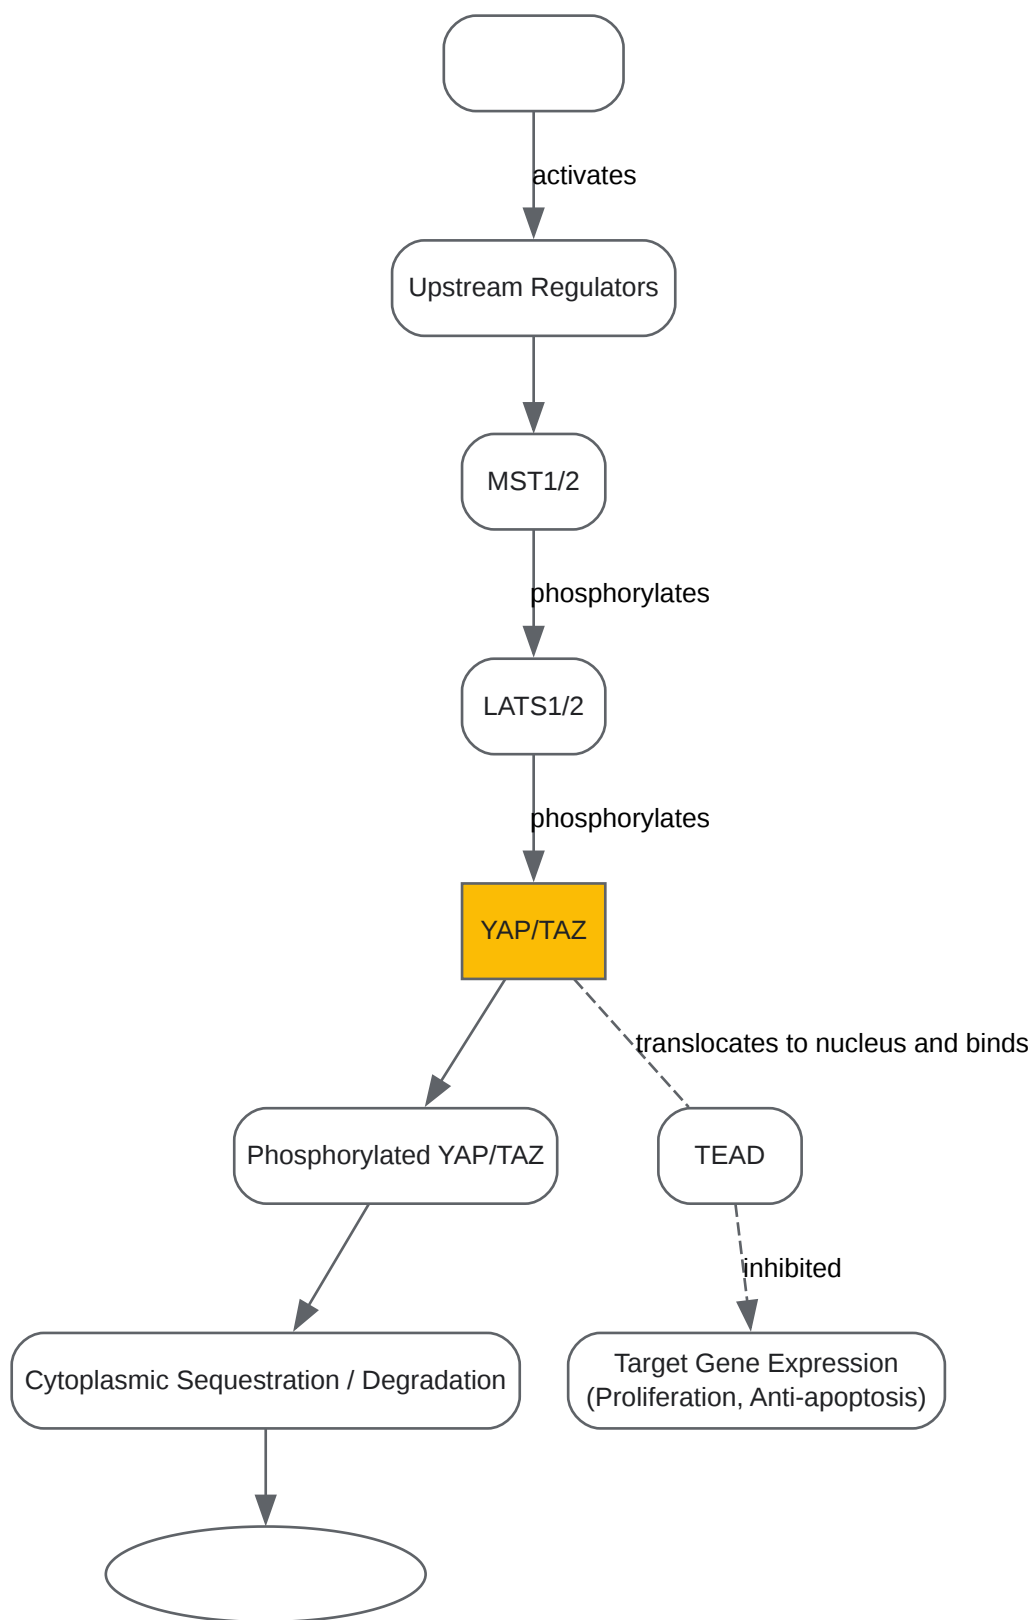 activates
Upstream Regulators
MST1/2
phosphorylates
LATS1/2
phosphorylates
YAP/TAZ
translocates to nucleus and binds
Phosphorylated YAP/TAZ
TEAD
inhibited
Cytoplasmic Sequestration / Degradation
Target Gene Expression
(Proliferation, Anti-apoptosis)